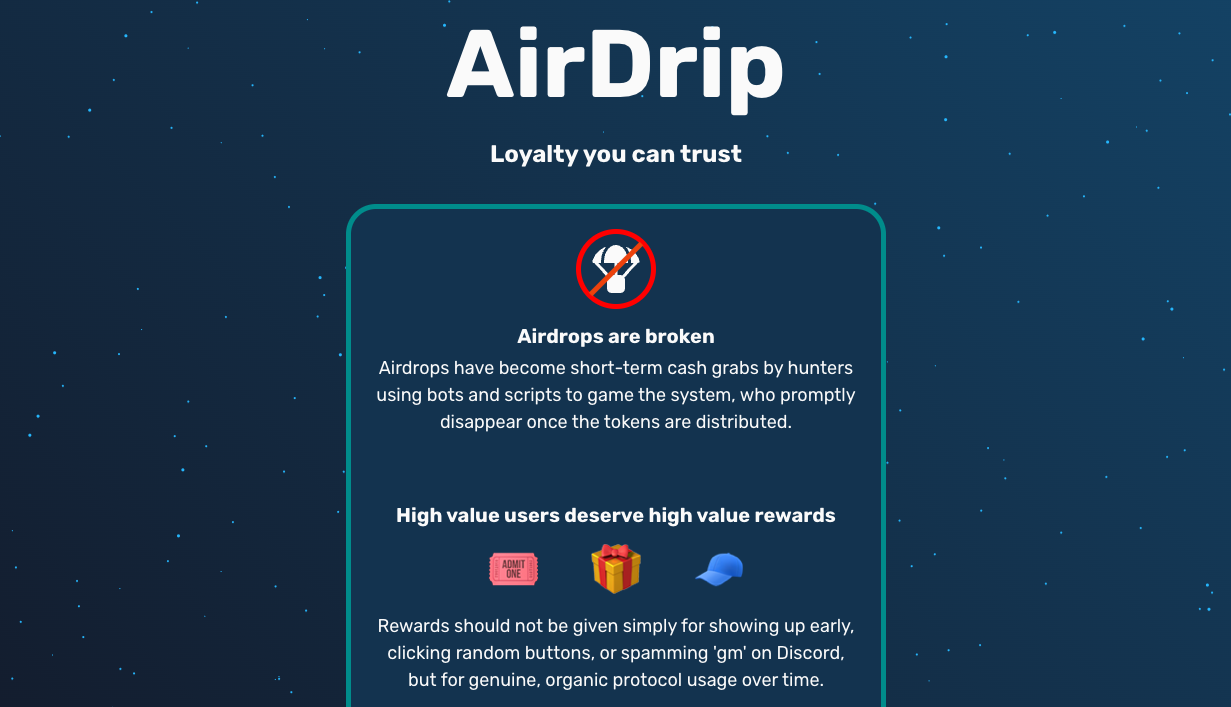 AirDrip
Loyalty you can trust
Airdrops are broken
Airdrops have become short-term cash grabs by hunters
using bots and scripts to game the system, who promptly
disappear once the tokens are distributed.
High value users deserve high value rewards
ADMIT
ONE
Rewards should not be given simply for showing up early,
clicking random buttons, or spamming 'gm' on Discord,
but for genuine, organic protocol usage over time.